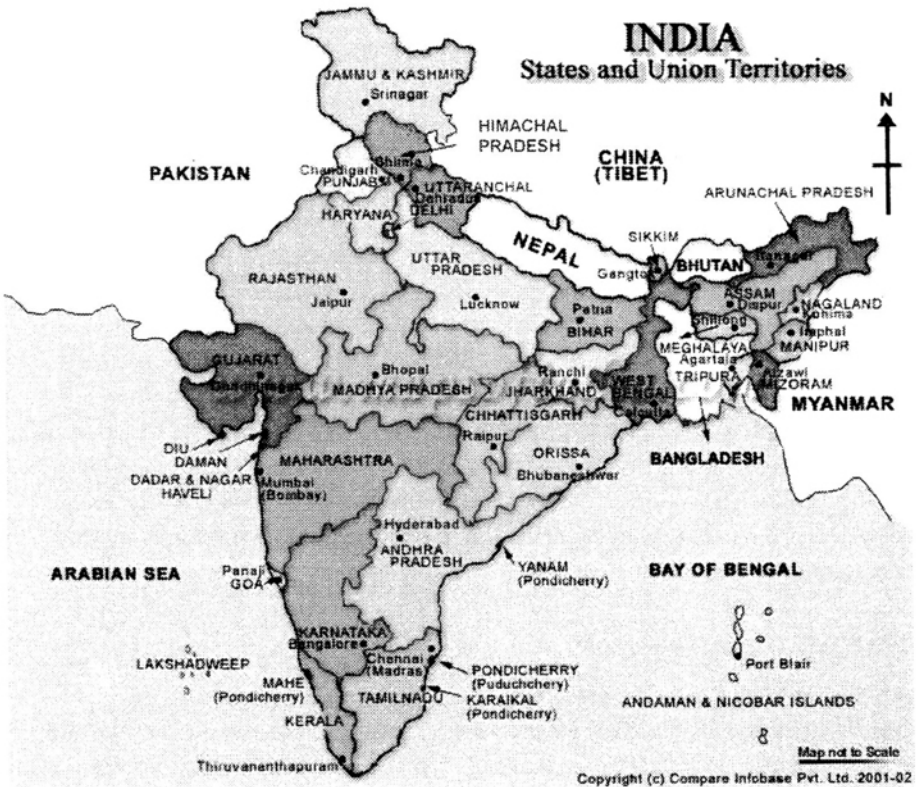 INDIA
States and Union Territories
N
JAMMU & KASHMIR
Srinagar
HIMACHAL
PRADESH
PAKISTAN
CHINA
(TIBET)
Shimla
Chandigarh
PUNJAB
UTTARANCHAL
Dahradun
DELHI
HARYANA
ARUNACHAL PRADESH
NEPAL
SIKKIM
Gangto
BHUTAN
Itanagar
RAJASTHAN
Jaipur
UTTAR
PRADESH
Lucknow
ASSAM
Dispur
NAGALAND
Kohima
Patna
BIHAR
Shillong
MEGHALAYA
Imphal
MANIPUR
Agartala
TRIPURA
Aizawl
MIZORAM
GUJARAT
Gandhinagar
Bhopal
MADHYA PRADESH
Ranchi
JHARKHAND
WEST
BENGAL
Calcutta
MYANMAR
CHHATTISGARH
Raipur
ORISSA
Bhubaneshwar
BANGLADESH
DIU
DAMAN
DADAR & NAGAR
HAVELI
MAHARASHTRA
Mumbai
(Bombay)
Hyderabad
ANDHRA
PRADESH
YANAM
(Pondicherry)
ARABIAN SEA
BAY OF BENGAL
Panaji
GOA
KARNATAKA
Bangalore
Chennai
(Madras)
PONDICHERRY
(Puduchchery)
Port Blair
LAKSHADWEEP
MAHE
(Pondicherry)
TAMILNADU
KARAIKAL
(Pondicherry)
ANDAMAN & NICOBAR ISLANDS
KERALA
Thiruvananthapuram
Map not to Scale
Copyright (c) Compare Infobase Pvt. Ltd. 2001-02